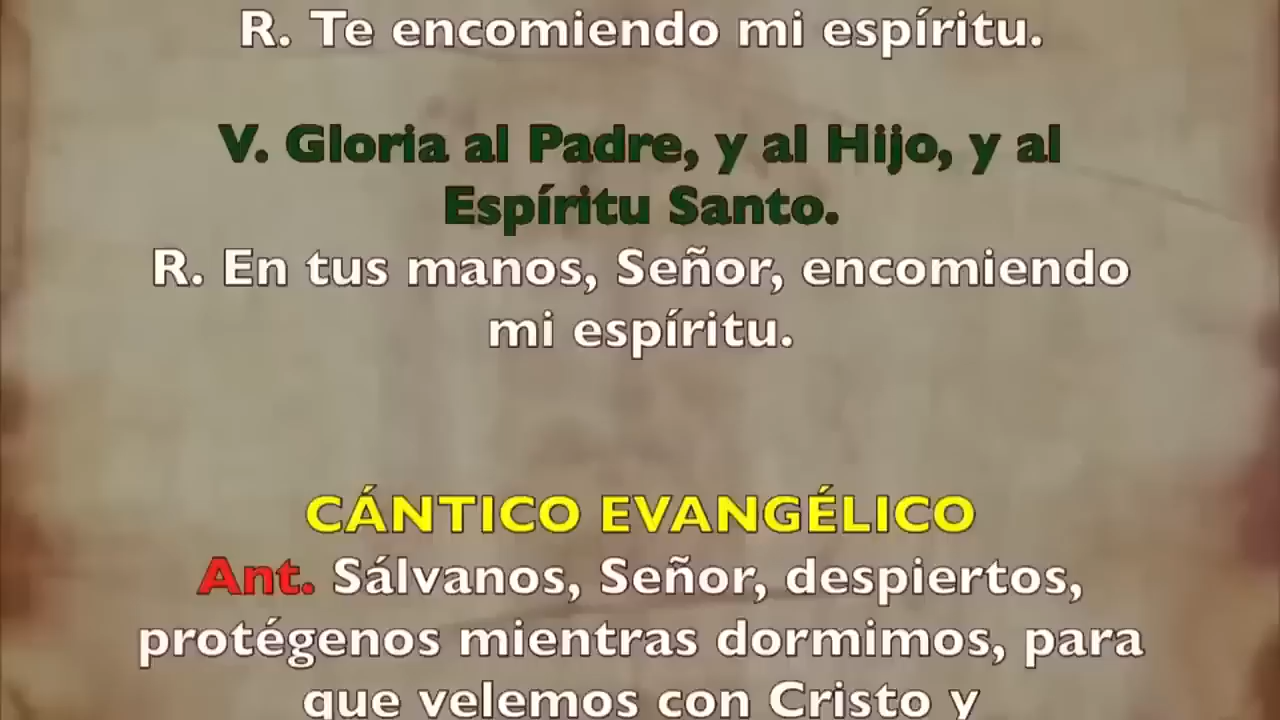 R. Te encomiendo mi espíritu.
V. Gloria al Padre, y al Hijo, y al
Espíritu Santo.
R. En tus manos, Señor, encomiendo
mi espíritu.
CÁNTICO EVANGÉLICO
Ant. Sálvanos, Señor, despiertos,
protégenos mientras dormimos, para
que velemos con Cristo y